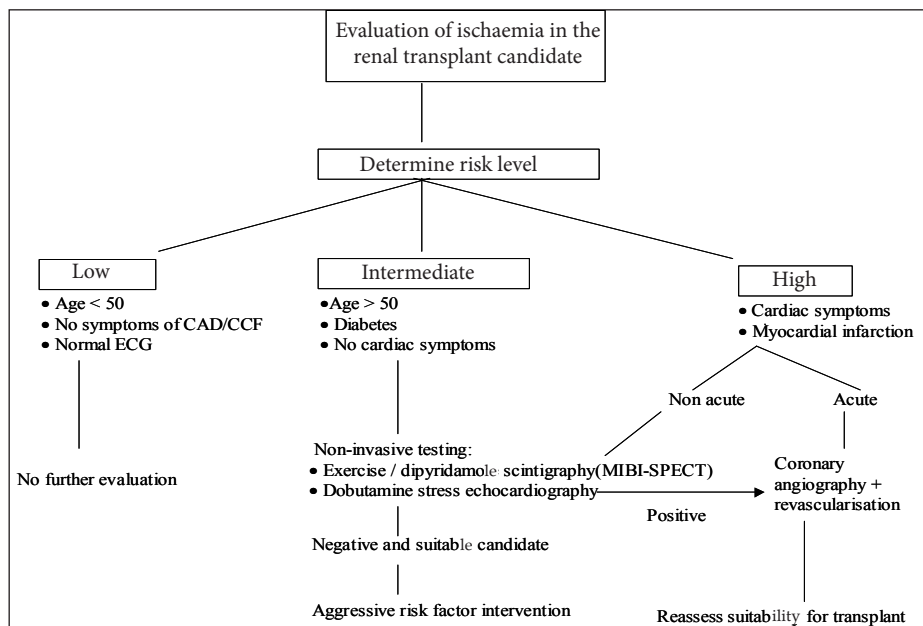 Evaluation of ischaemia in the
renal transplant candidate
Determine risk level
Low
• Age < 50
• No symptoms of CAD/CCF
• Normal ECG
No further evaluation
Intermediate
•Age > 50
• Diabetes
• No cardiac symptoms
Non-invasive testing:
• Exercise / dipyridamole scintigraphy(MIBI-SPECT)
• Dobutamine stress echocardiography
Negative and suitable candidate
Aggressive risk factor intervention
High
• Cardiac symptoms
• Myocardial infarction
Non acute
Acute
Positive
Coronary
angiography +
revascularisation
Reassess suitability for transplant